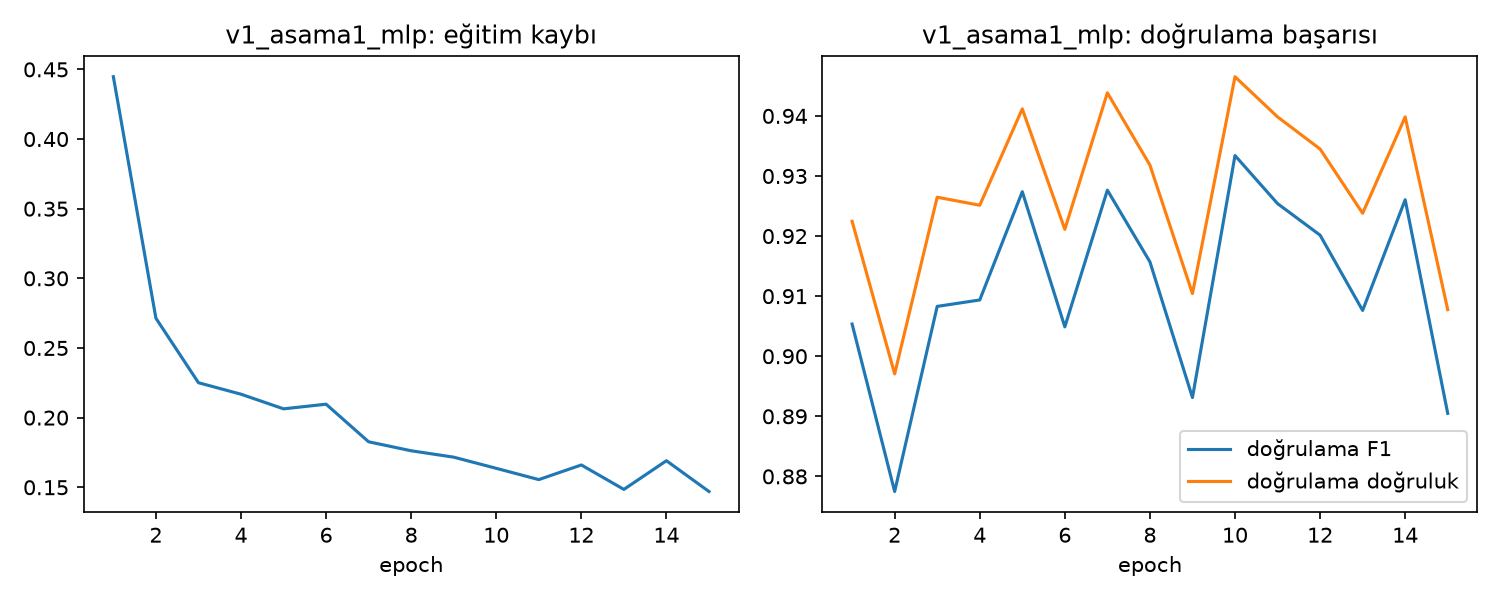 v1_asama1_mlp: eğitim kaybı
0.45
0.40
0.35
0.30
0.25
0.20
0.15
2 4 6 8 10 12 14
epoch
v1_asama1_mlp: doğrulama başarısı
0.94
0.93
0.92
0.91
0.90
0.89
0.88
doğrulama F1
doğrulama doğruluk
2 4 6 8 10 12 14
epoch